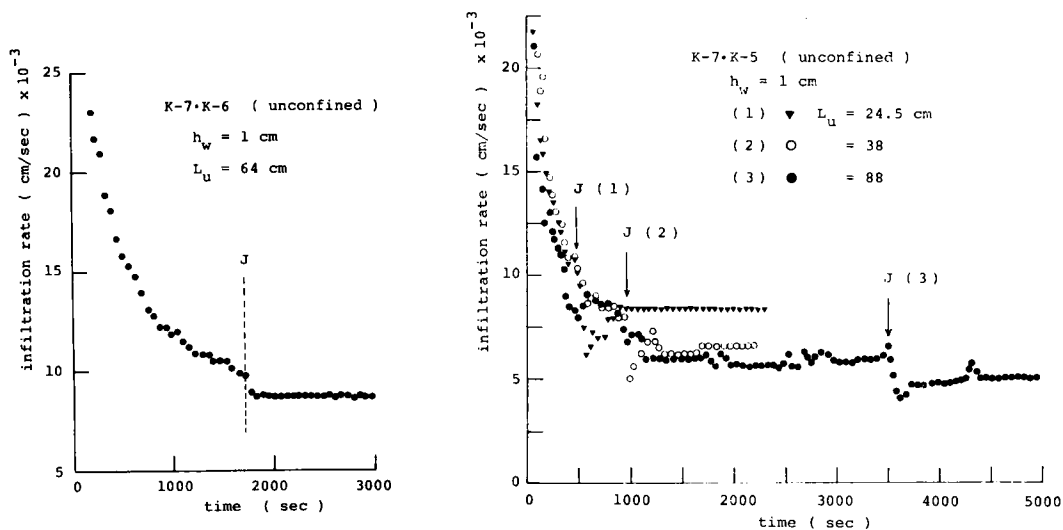 infiltration rate ( cm/sec ) x10⁻³
25
20
15
10
5
K-7·K-6 ( unconfined )
h_w = 1 cm
L_u = 64 cm
J
0
1000
2000
3000
time ( sec )
infiltration rate ( cm/sec ) x10⁻³
20
15
10
5
0
K-7·K-5 ( unconfined )
h_w = 1 cm
(1) ▼ L_u = 24.5 cm
(2) ○ = 38
(3) ● = 88
J (1)
J (2)
J (3)
0
1000
2000
3000
4000
5000
time ( sec )